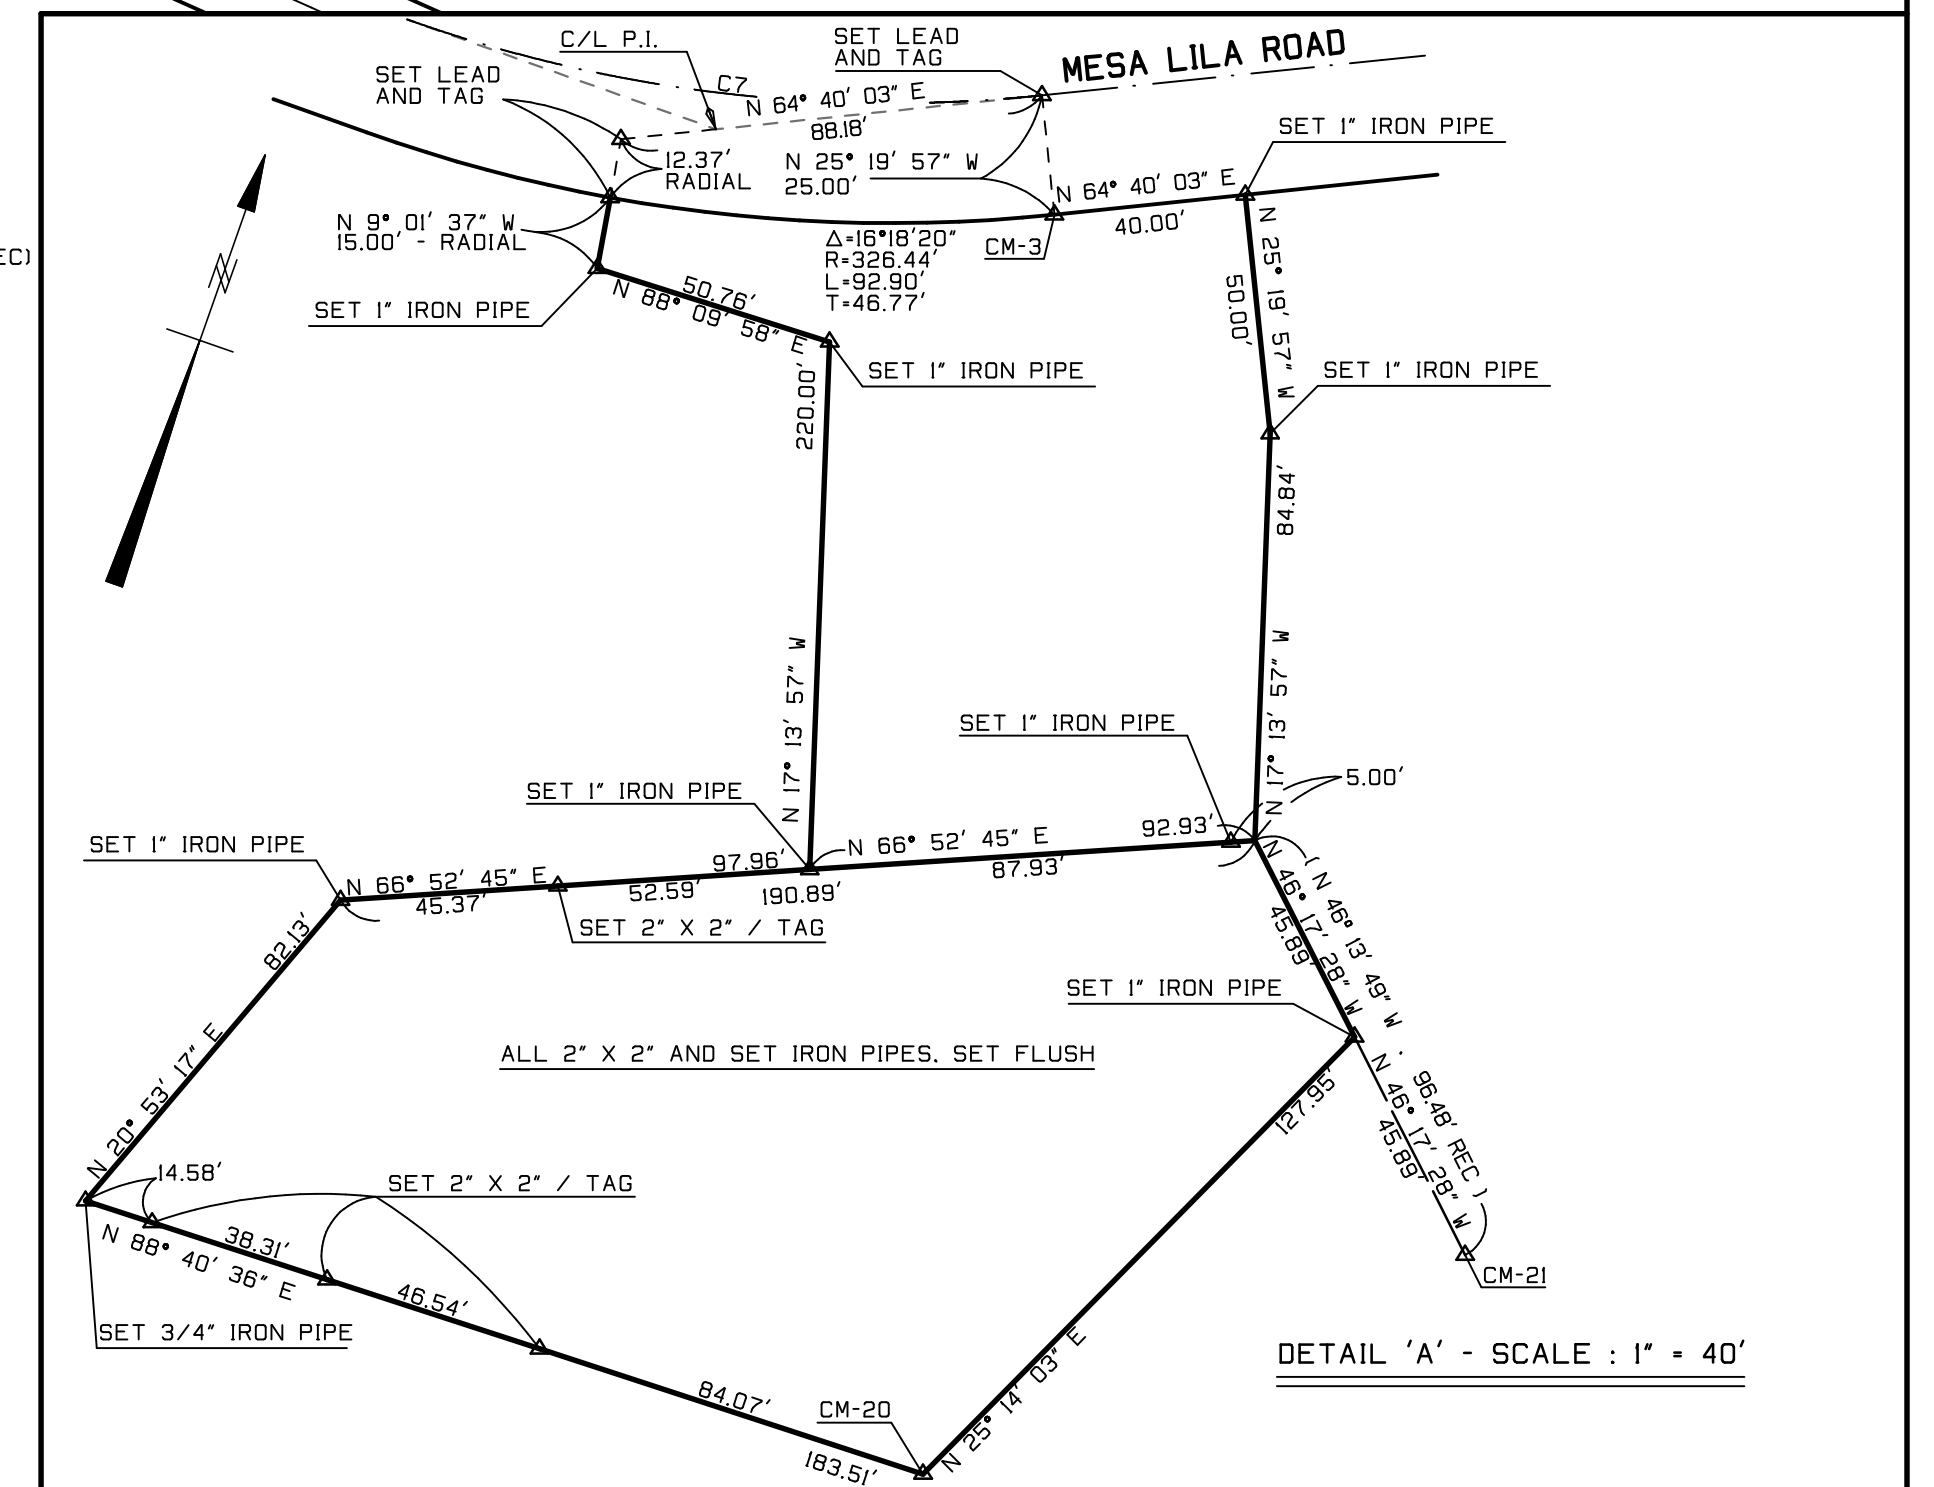 C/L P.I.
SET LEAD
AND TAG
MESA LILA ROAD
SET LEAD
AND TAG
C7
N 64° 40' 03" E
88.18'
SET 1" IRON PIPE
12.37'
RADIAL
N 25° 19' 57" W
25.00'
N 64° 40' 03" E
40.00'
N 9° 01' 37" W
15.00' - RADIAL
EC)
Δ=16°18'20"
R=326.44'
L=92.90'
T=46.77'
CM-3
N 25° 19' 57" W
50.00'
SET 1" IRON PIPE
50.76'
N 88° 09' 58" E
SET 1" IRON PIPE
SET 1" IRON PIPE
220.00'
N 17° 13' 57" W
84.84'
N 17° 13' 57" W
SET 1" IRON PIPE
5.00'
SET 1" IRON PIPE
SET 1" IRON PIPE
N 66° 52' 45" E
92.93'
87.93'
N 66° 52' 45" E
97.96'
45.37'
52.59'
190.89'
SET 2" X 2" / TAG
82.13'
N 20° 53' 17" E
N 46° 17' 28" W
45.89'
( N 46° 13' 49" W . 96.48' REC )
SET 1" IRON PIPE
ALL 2" X 2" AND SET IRON PIPES. SET FLUSH
127.95'
N 25° 14' 03" E
N 46° 17' 28" W
45.89'
14.58'
SET 2" X 2" / TAG
38.31'
N 88° 40' 36" E
46.54'
CM-21
SET 3/4" IRON PIPE
84.07'
CM-20
183.51'
DETAIL 'A' - SCALE : 1" = 40'